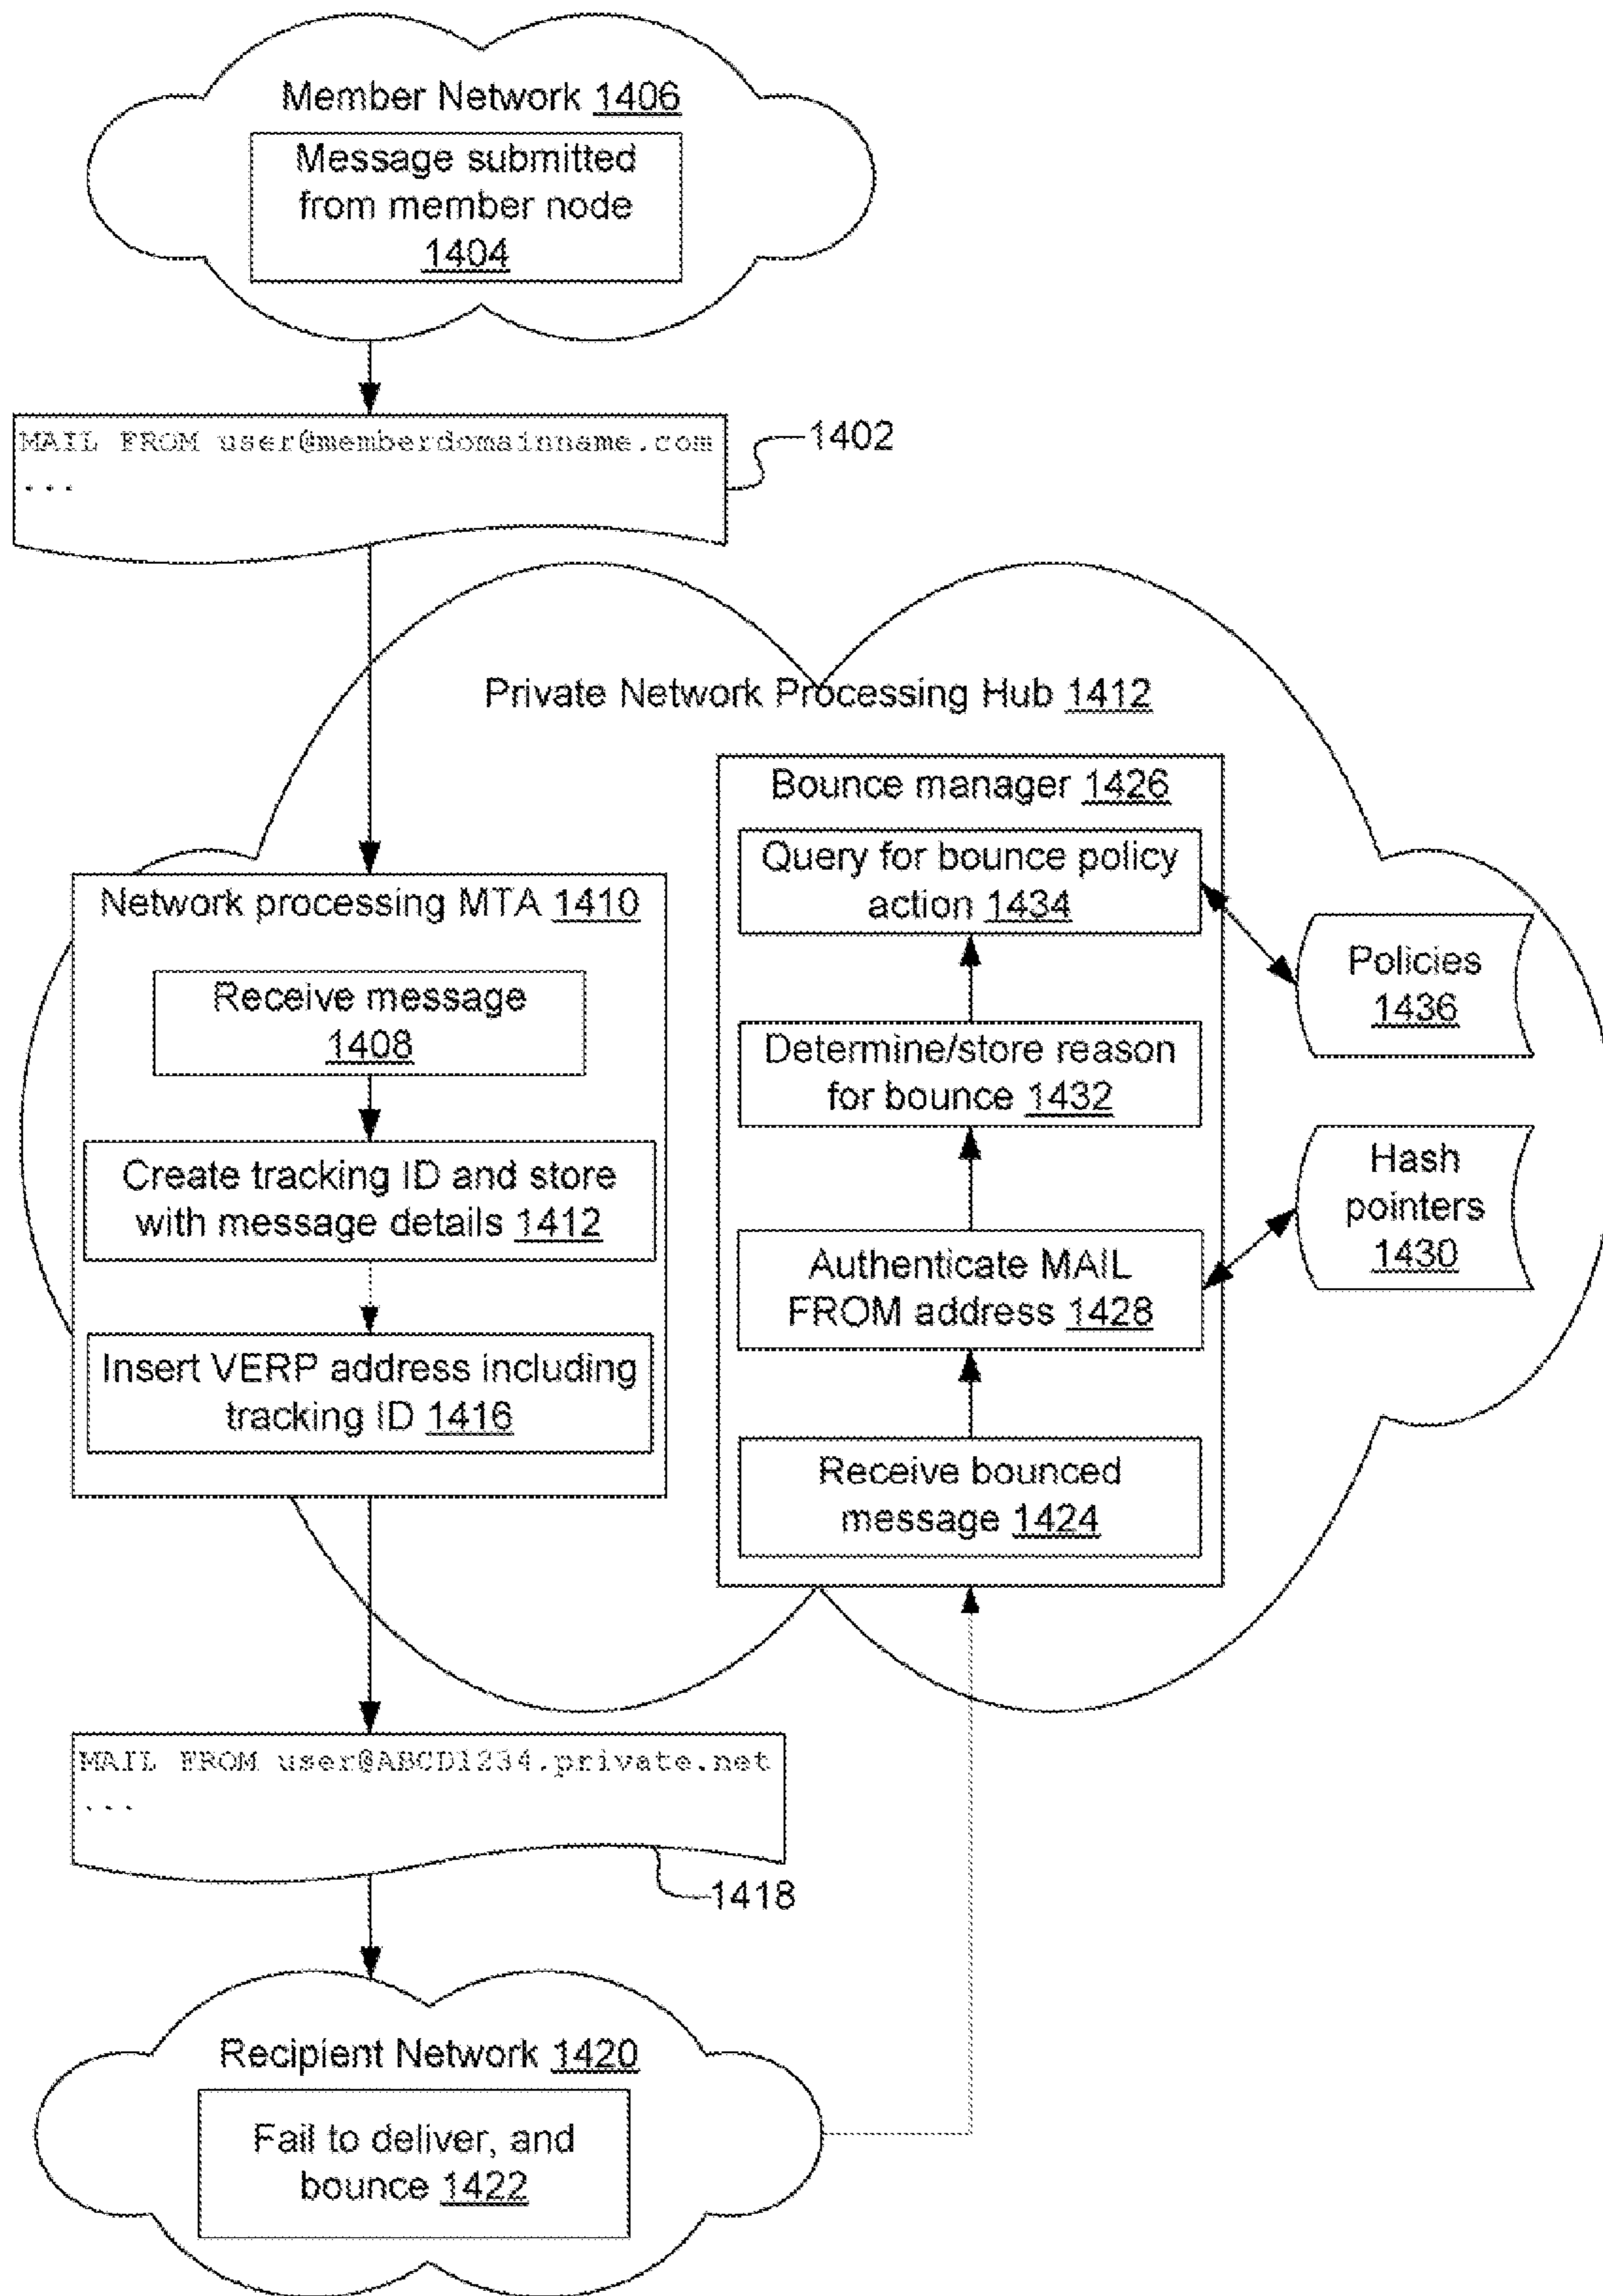 Member Network 1406
Message submitted
from member node
1404
MAIL FROM user@memberdomainname.com
...
1402
Private Network Processing Hub 1412
Network processing MTA 1410
Receive message
1408
Create tracking ID and store
with message details 1412
Insert VERP address including
tracking ID 1416
Bounce manager 1426
Query for bounce policy
action 1434
Determine/store reason
for bounce 1432
Authenticate MAIL
FROM address 1428
Receive bounced
message 1424
Policies
1436
Hash
pointers
1430
MAIL FROM user@ABCD1234.private.net
...
1418
Recipient Network 1420
Fail to deliver, and
bounce 1422